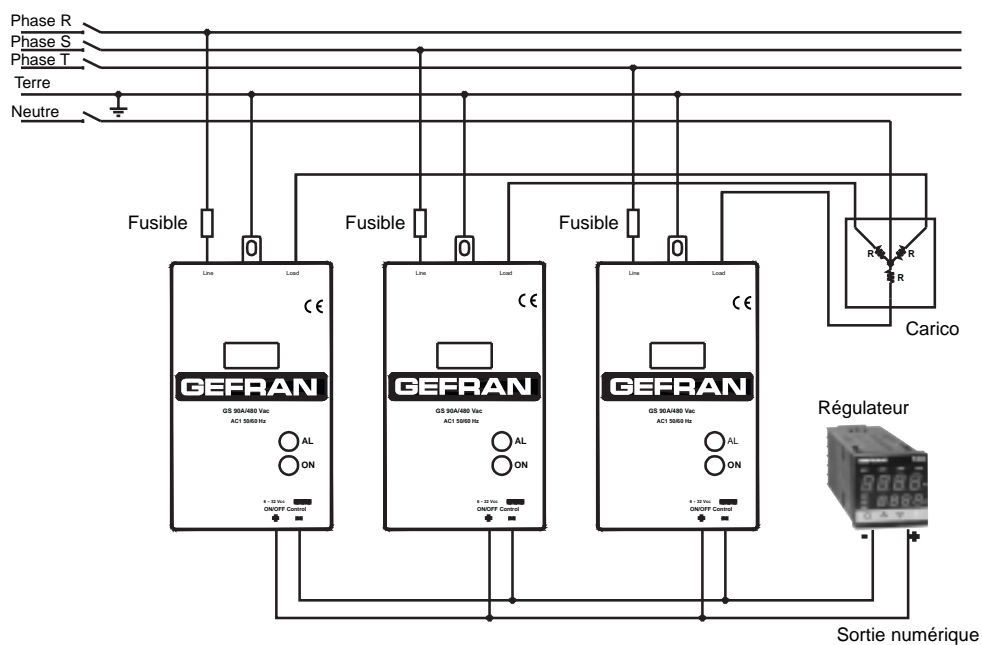 Phase R
Phase S
Phase T
Terre
Neutre
Fusible
Fusible
Fusible
Line
Load
Line
Load
Line
Load
R
R
R
Carico
CE
CE
CE
GEFRAN
GEFRAN
GEFRAN
GS 90A/480 Vac
AC1 50/60 Hz
GS 90A/480 Vac
AC1 50/60 Hz
GS 90A/480 Vac
AC1 50/60 Hz
Régulateur
AL
ON
AL
ON
AL
ON
6 - 32 Vcc
ON/OFF Control
+ -
6 - 32 Vcc
ON/OFF Control
+ -
6 - 32 Vcc
ON/OFF Control
+ -
- +
Sortie numérique